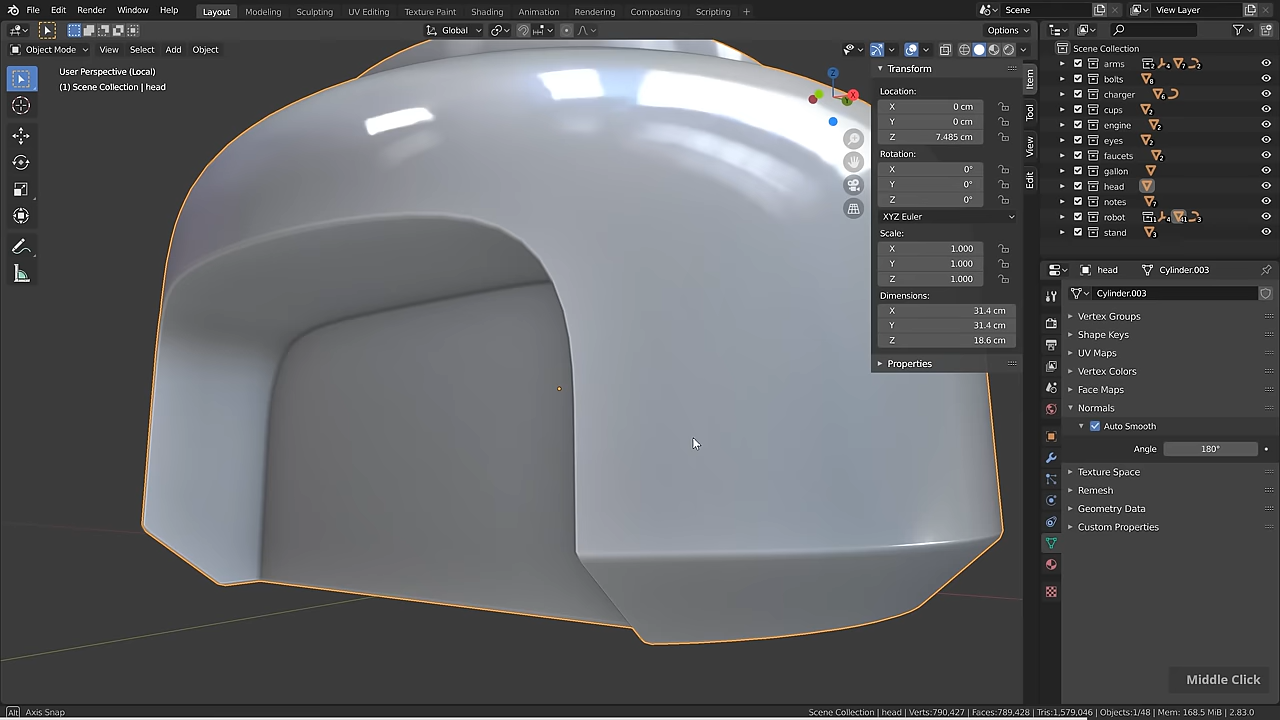 File Edit Render Window Help Layout Modeling Sculpting UV Editing Texture Paint Shading Animation Rendering Compositing Scripting + Scene View Layer
Global Options
Object Mode View Select Add Object
User Perspective (Local)
(1) Scene Collection | head
Transform
Location:
X 0 cm
Y 0 cm
Z 7.485 cm
Rotation:
X 0°
Y 0°
Z 0°
XYZ Euler
Scale:
X 1.000
Y 1.000
Z 1.000
Dimensions:
X 31.4 cm
Y 31.4 cm
Z 18.6 cm
Properties
Item
Tool
View
Edit
Scene Collection
arms
bolts
charger
cups
engine
eyes
faucets
gallon
head
notes
robot
stand
head Cylinder.003
Cylinder.003
Vertex Groups
Shape Keys
UV Maps
Vertex Colors
Face Maps
Normals
Auto Smooth
Angle 180°
Texture Space
Remesh
Geometry Data
Custom Properties
Middle Click
Alt Axis Snap
Scene Collection | head | Verts:790,427 | Faces:789,428 | Tris:1,579,046 | Objects:1/48 | Mem: 168.5 MiB | 2.83.0